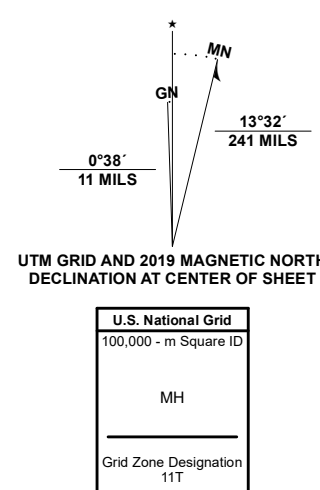 ★
MN
GN
13°32´
241 MILS
0°38´
11 MILS
UTM GRID AND 2019 MAGNETIC NORTH
DECLINATION AT CENTER OF SHEET
U.S. National Grid
100,000 - m Square ID
MH
Grid Zone Designation
11T